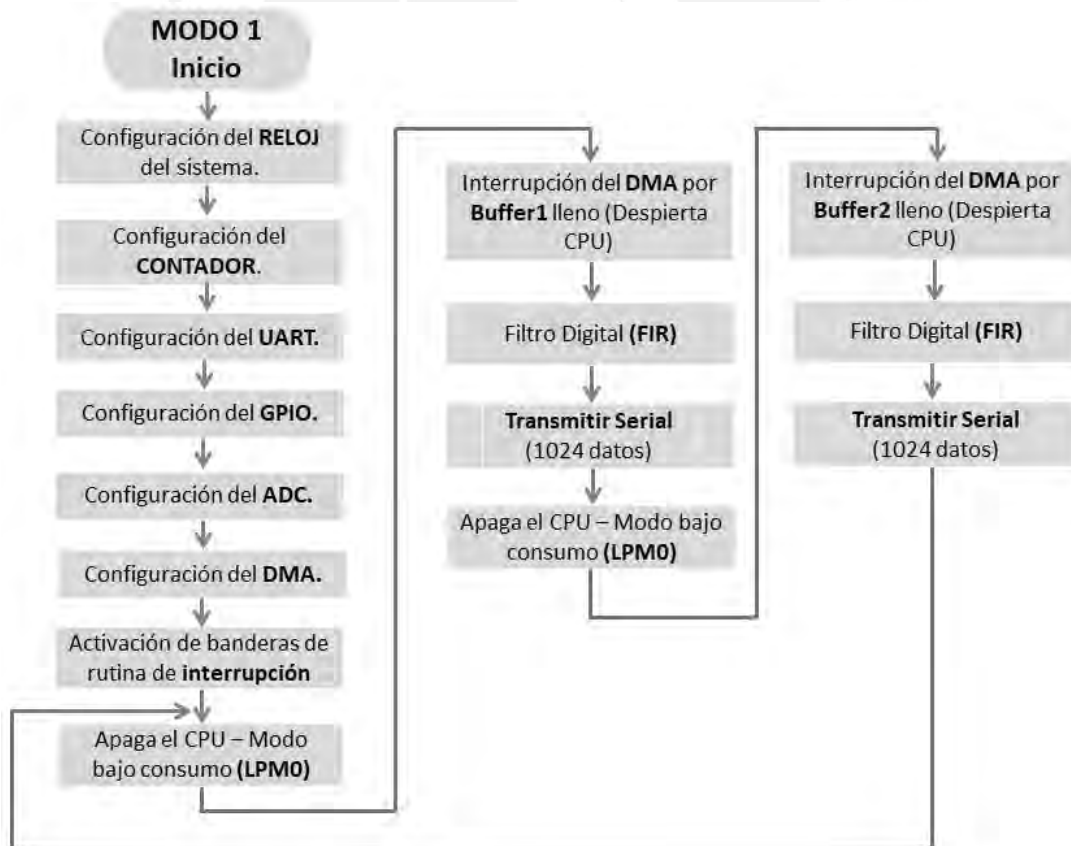 MODO 1
Inicio
Configuración del RELOJ
del sistema.
Configuración del
CONTADOR.
Configuración del UART.
Configuración del GPIO.
Configuración del ADC.
Configuración del DMA.
Activación de banderas de
rutina de interrupción
Apaga el CPU – Modo
bajo consumo (LPM0)
Interrupción del DMA por
Buffer1 lleno (Despierta
CPU)
Filtro Digital (FIR)
Transmitir Serial
(1024 datos)
Apaga el CPU – Modo bajo
consumo (LPM0)
Interrupción del DMA por
Buffer2 lleno (Despierta
CPU)
Filtro Digital (FIR)
Transmitir Serial
(1024 datos)